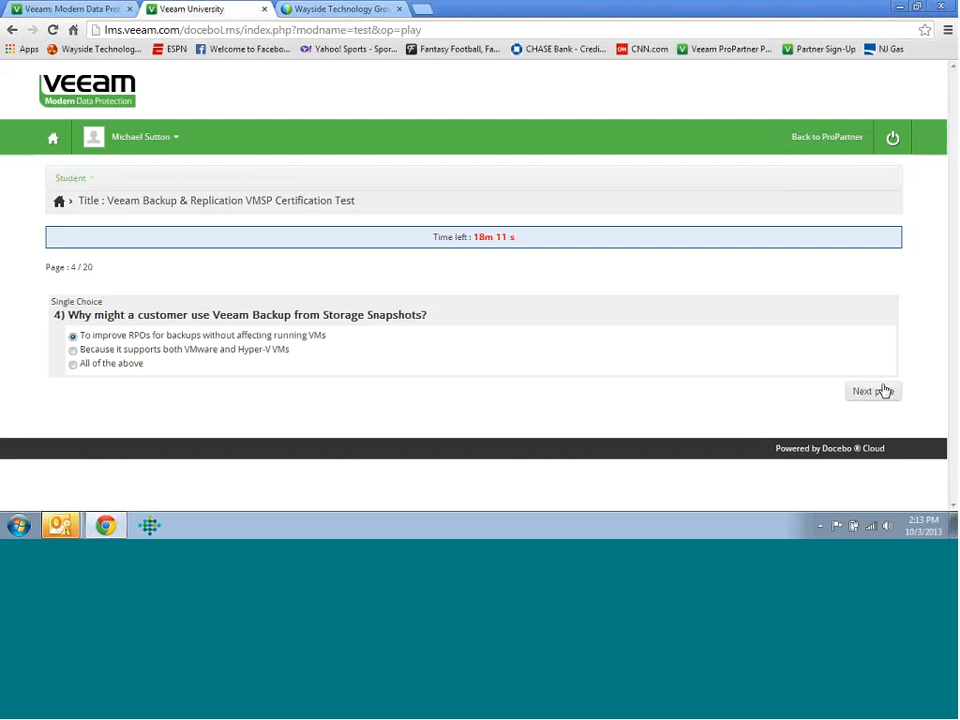 Veeam: Modern Data Prot
Veeam University
Wayside Technology Gro
lms.veeam.com/doceboLms/index.php?modname=test&op=play
Apps
Wayside Technolog...
ESPN
Welcome to Facebo...
Yahoo! Sports - Spor...
Fantasy Football, Fa...
CHASE Bank - Credi...
CNN.com
Veeam ProPartner P...
Partner Sign-Up
NJ Gas
veeam
Modern Data Protection
Michael Sutton
Back to ProPartner
Student
Title : Veeam Backup & Replication VMSP Certification Test
Time left : 18m 11 s
Page : 4 / 20
Single Choice
4) Why might a customer use Veeam Backup from Storage Snapshots?
To improve RPOs for backups without affecting running VMs
Because it supports both VMware and Hyper-V VMs
All of the above
Next
Powered by Docebo ® Cloud
2:13 PM
10/3/2013